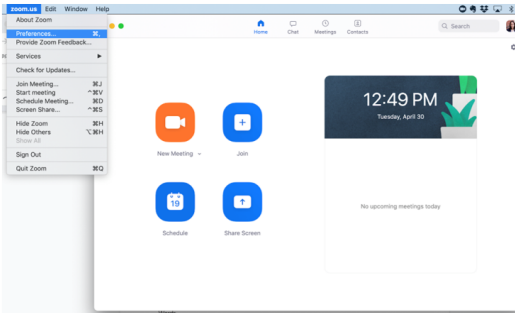 zoom.us Edit Window Help
About Zoom
Preferences... ⌘,
Provide Zoom Feedback...
Services
Check for Updates...
Join Meeting... ⌘J
Start meeting ^⌘V
Schedule Meeting... ⌘D
Screen Share... ^⌘S
Hide Zoom ⌘H
Hide Others ⌥⌘H
Show All
Sign Out
Quit Zoom ⌘Q
Home Chat Meetings Contacts
Search
New Meeting
Join
19
Schedule
Share Screen
12:49 PM
Tuesday, April 30
No upcoming meetings today